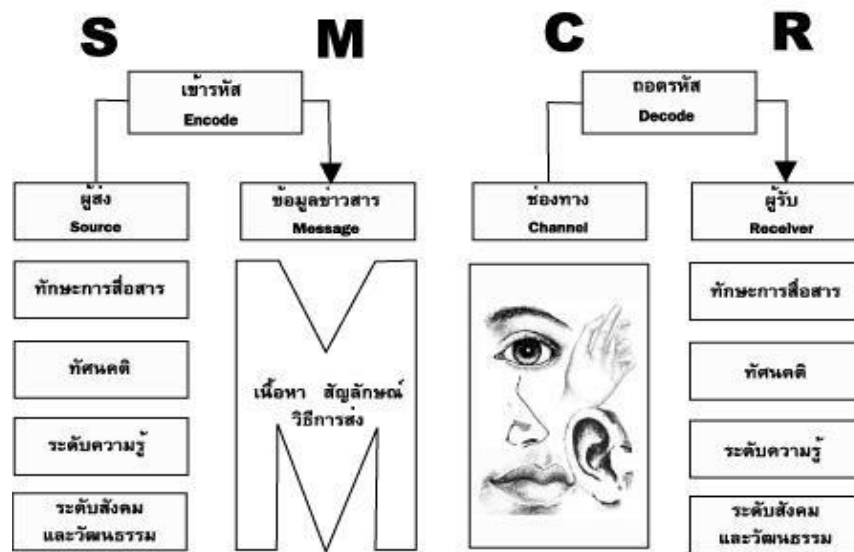 S M C R
เข้ารหัส
Encode
ถอดรหัส
Decode
ผู้ส่ง
Source
ข้อมูลข่าวสาร
Message
ช่องทาง
Channel
ผู้รับ
Receiver
ทักษะการสื่อสาร
ทัศนคติ
ระดับความรู้
ระดับสังคม
และวัฒนธรรม
เนื้อหา สัญลักษณ์
วิธีการส่ง
ทักษะการสื่อสาร
ทัศนคติ
ระดับความรู้
ระดับสังคม
และวัฒนธรรม